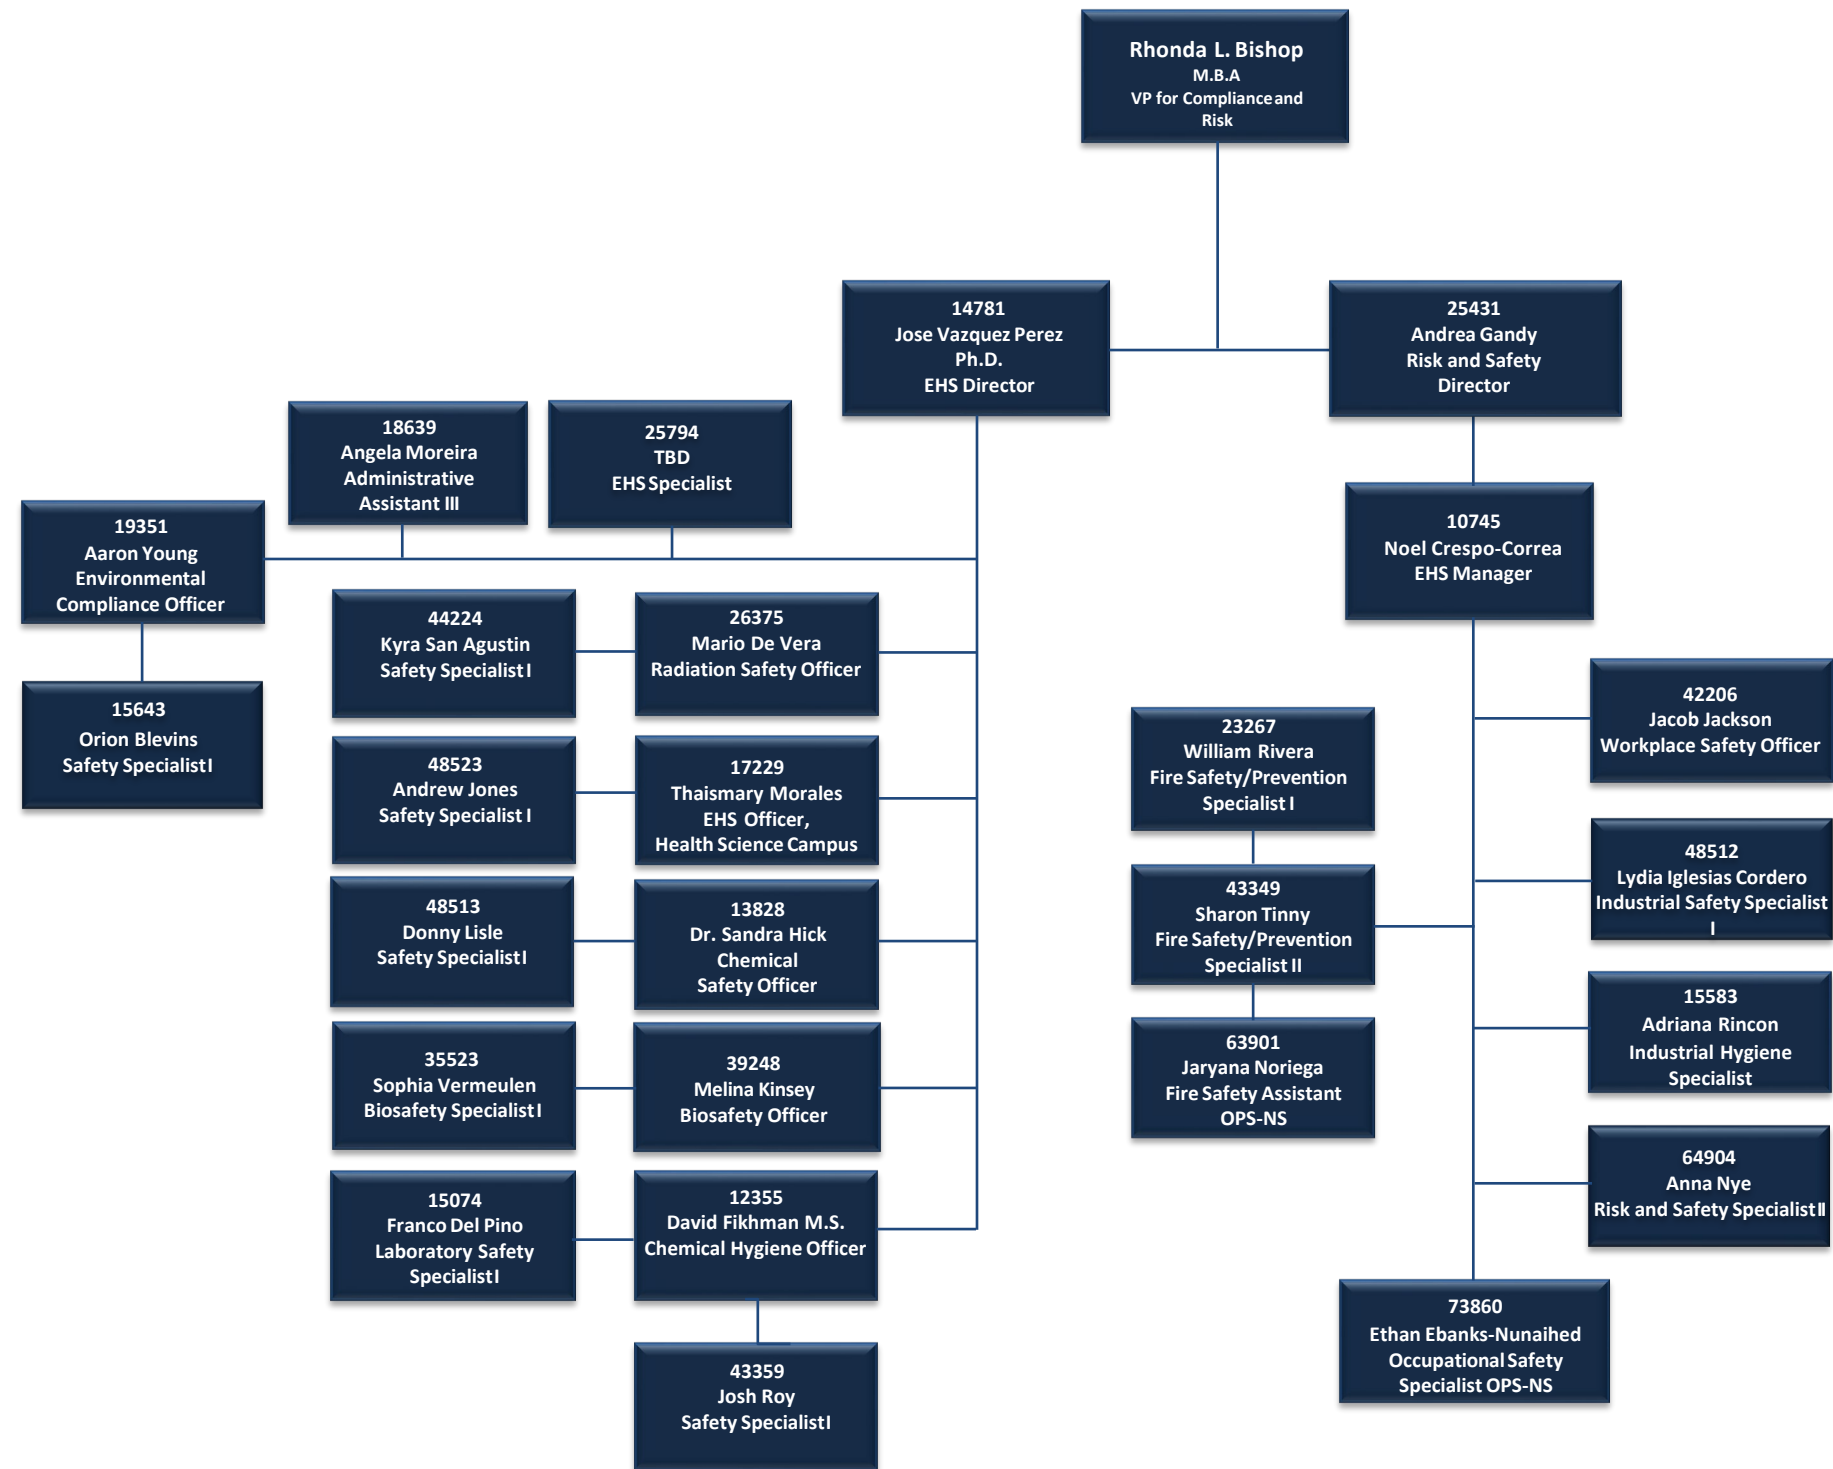 Rhonda L. Bishop
M.B.A
VP for Compliance and
Risk
14781
Jose Vazquez Perez
Ph.D.
EHS Director
25431
Andrea Gandy
Risk and Safety
Director
18639
Angela Moreira
Administrative
Assistant III
25794
TBD
EHS Specialist
19351
Aaron Young
Environmental
Compliance Officer
10745
Noel Crespo-Correa
EHS Manager
44224
Kyra San Agustin
Safety Specialist I
26375
Mario De Vera
Radiation Safety Officer
15643
Orion Blevins
Safety Specialist I
42206
Jacob Jackson
Workplace Safety Officer
23267
William Rivera
Fire Safety/Prevention
Specialist I
48523
Andrew Jones
Safety Specialist I
17229
Thaismary Morales
EHS Officer,
Health Science Campus
48512
Lydia Iglesias Cordero
Industrial Safety Specialist
I
43349
Sharon Tinny
Fire Safety/Prevention
Specialist II
48513
Donny Lisle
Safety Specialist I
13828
Dr. Sandra Hick
Chemical
Safety Officer
15583
Adriana Rincon
Industrial Hygiene
Specialist
63901
Jaryana Noriega
Fire Safety Assistant
OPS-NS
35523
Sophia Vermeulen
Biosafety Specialist I
39248
Melina Kinsey
Biosafety Officer
64904
Anna Nye
Risk and Safety Specialist II
15074
Franco Del Pino
Laboratory Safety
Specialist I
12355
David Fikhman M.S.
Chemical Hygiene Officer
73860
Ethan Ebanks-Nunaihed
Occupational Safety
Specialist OPS-NS
43359
Josh Roy
Safety Specialist I